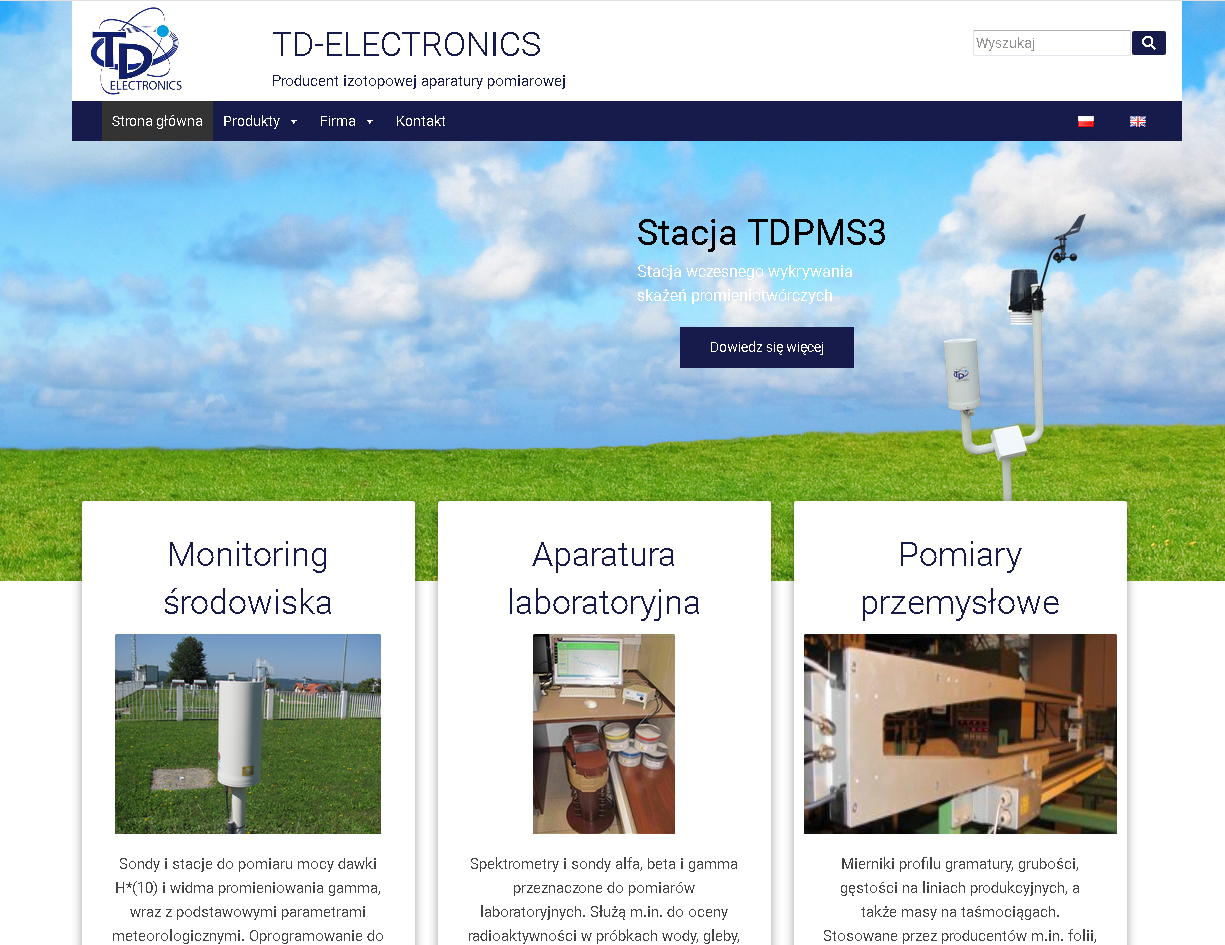 TD
ELECTRONICS
TD-ELECTRONICS
Producent izotopowej aparatury pomiarowej
Wyszukaj
Strona główna Produkty Firma Kontakt
Stacja TDPMS3
Stacja wczesnego wykrywania
skażeń promieniotwórczych
Dowiedz się więcej
TD
Monitoring
środowiska
Sondy i stacje do pomiaru mocy dawki
H*(10) i widma promieniowania gamma,
wraz z podstawowymi parametrami
meteorologicznymi. Oprogramowanie do
Aparatura
laboratoryjna
Spektrometry i sondy alfa, beta i gamma
przeznaczone do pomiarów
laboratoryjnych. Służą m.in. do oceny
radioaktywności w próbkach wody, gleby,
Pomiary
przemysłowe
Mierniki profilu gramatury, grubości,
gęstości na liniach produkcyjnych, a
także masy na taśmociągach.
Stosowane przez producentów m.in. folii,